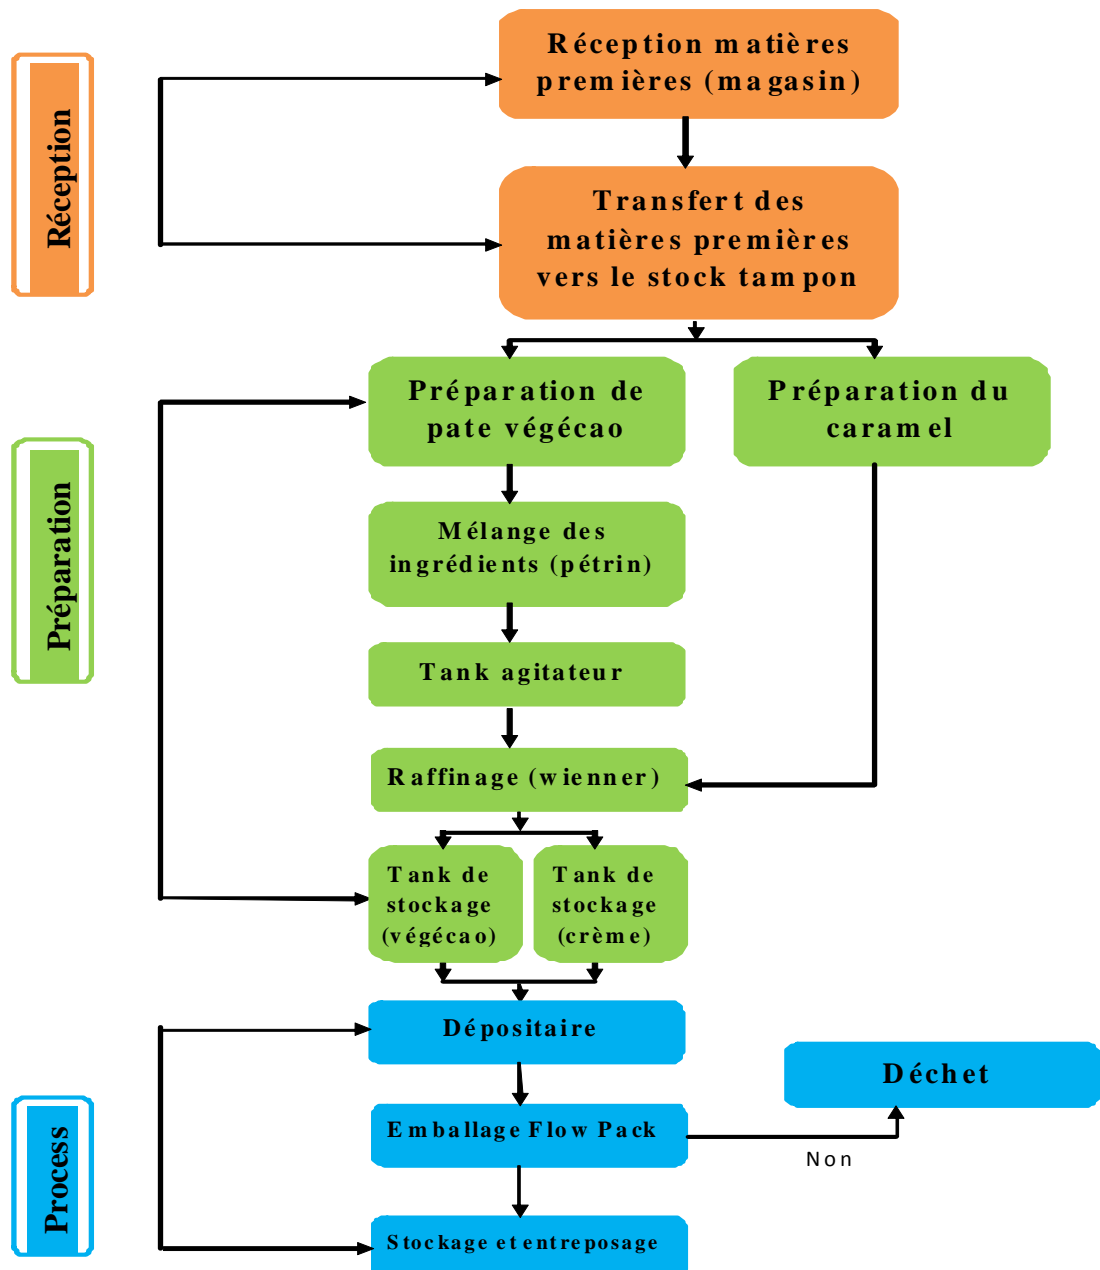 Réception
Réception matières
premières (magasin)
Transfert des
matières premières
vers le stock tampon
Préparation
Préparation de
pate végécao
Préparation du
caramel
Mélange des
ingrédients (pétrin)
Tank agitateur
Raffinage (wienner)
Tank de
stockage
(végécao)
Tank de
stockage
(crème)
Process
Dépositaire
Déchet
Emballage Flow Pack
Non
Stockage et entreposage